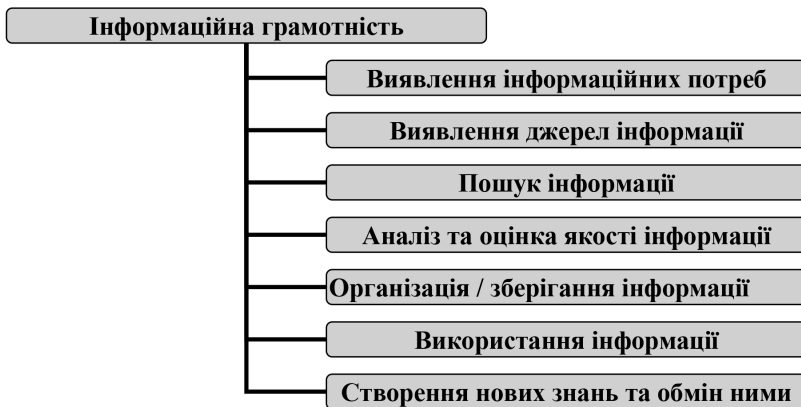 Інформаційна грамотність
Виявлення інформаційних потреб
Виявлення джерел інформації
Пошук інформації
Аналіз та оцінка якості інформації
Організація / зберігання інформації
Використання інформації
Створення нових знань та обмін ними